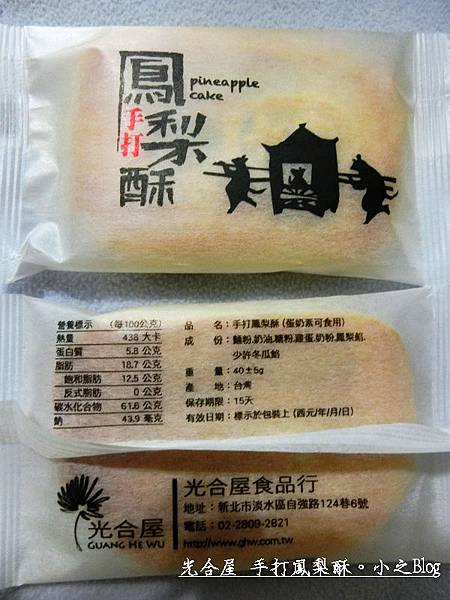 鳳梨酥
手打
pineapple
cake
營養標示 (每100公克)
熱量 438 大卡
蛋白質 5.8 公克
脂肪 18.7 公克
飽和脂肪 12.5 公克
反式脂肪 0 公克
碳水化合物 61.6 公克
鈉 43.9 毫克
品 名：手打鳳梨酥 (蛋奶素可食用)
成 份：麵粉.奶油.糖粉.雞蛋.奶粉.鳳梨餡.
少許冬瓜餡
重 量：40±5g
產 地：台灣
保存期限：15天
有效日期：標示於包裝上 (西元/年/月/日)
光合屋
GUANG HE WU
光合屋食品行
地址：新北市淡水區自強路124巷6號
電話：02-2809-2821
http://www.ghw.com.tw
光合屋 手打鳳梨酥。小之Blog